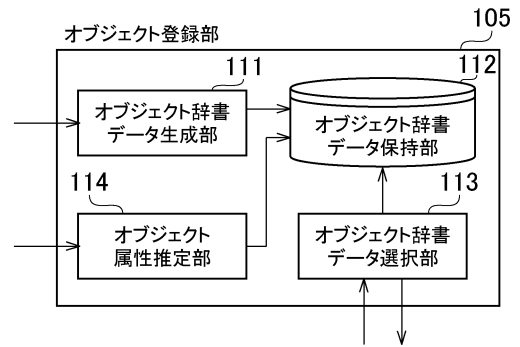 オブジェクト登録部
105
111
112
オブジェクト辞書
データ生成部
オブジェクト辞書
データ保持部
114
113
オブジェクト
属性推定部
オブジェクト辞書
データ選択部